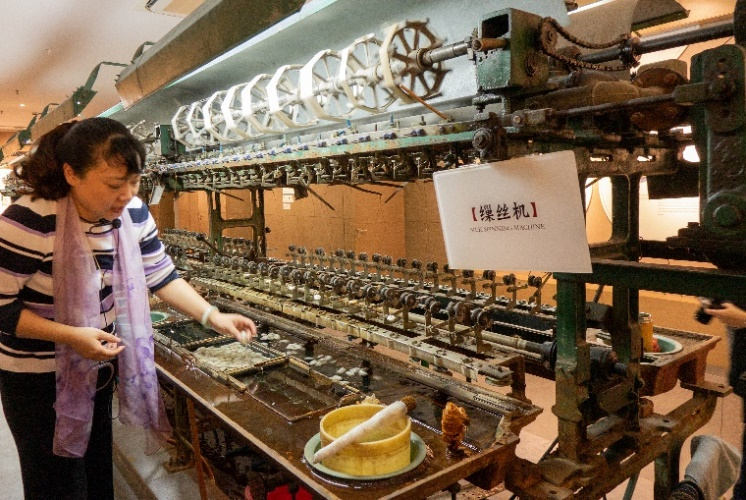 【缫丝机】
SILK SPINNING MACHINE